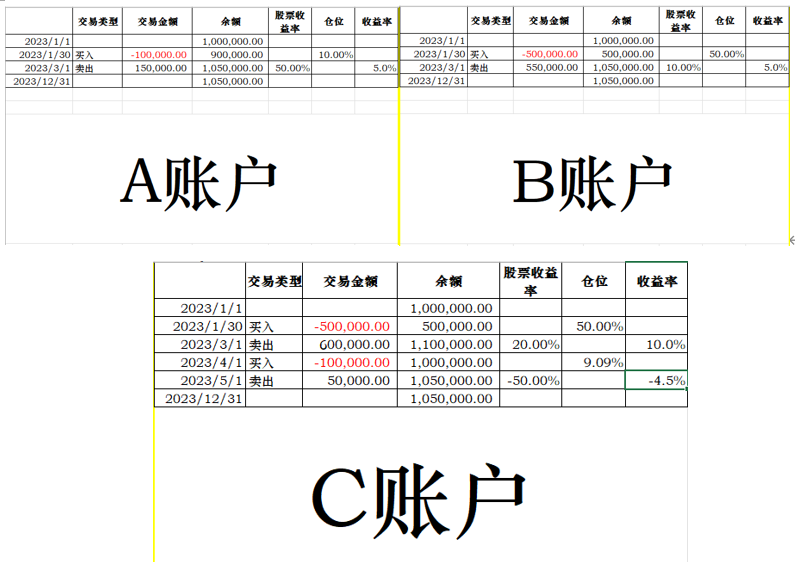 交易类型 交易金额 余额 股票收益率 仓位 收益率
2023/1/1 1,000,000.00
2023/1/30 买入 -100,000.00 900,000.00 10.00%
2023/3/1 卖出 150,000.00 1,050,000.00 50.00% 5.0%
2023/12/31 1,050,000.00
A账户
交易类型 交易金额 余额 股票收益率 仓位 收益率
2023/1/1 1,000,000.00
2023/1/30 买入 -500,000.00 500,000.00 50.00%
2023/3/1 卖出 550,000.00 1,050,000.00 10.00% 5.0%
2023/12/31 1,050,000.00
B账户
交易类型 交易金额 余额 股票收益率 仓位 收益率
2023/1/1 1,000,000.00
2023/1/30 买入 -500,000.00 500,000.00 50.00%
2023/3/1 卖出 600,000.00 1,100,000.00 20.00% 10.0%
2023/4/1 买入 -100,000.00 1,000,000.00 9.09%
2023/5/1 卖出 50,000.00 1,050,000.00 -50.00% -4.5%
2023/12/31 1,050,000.00
C账户